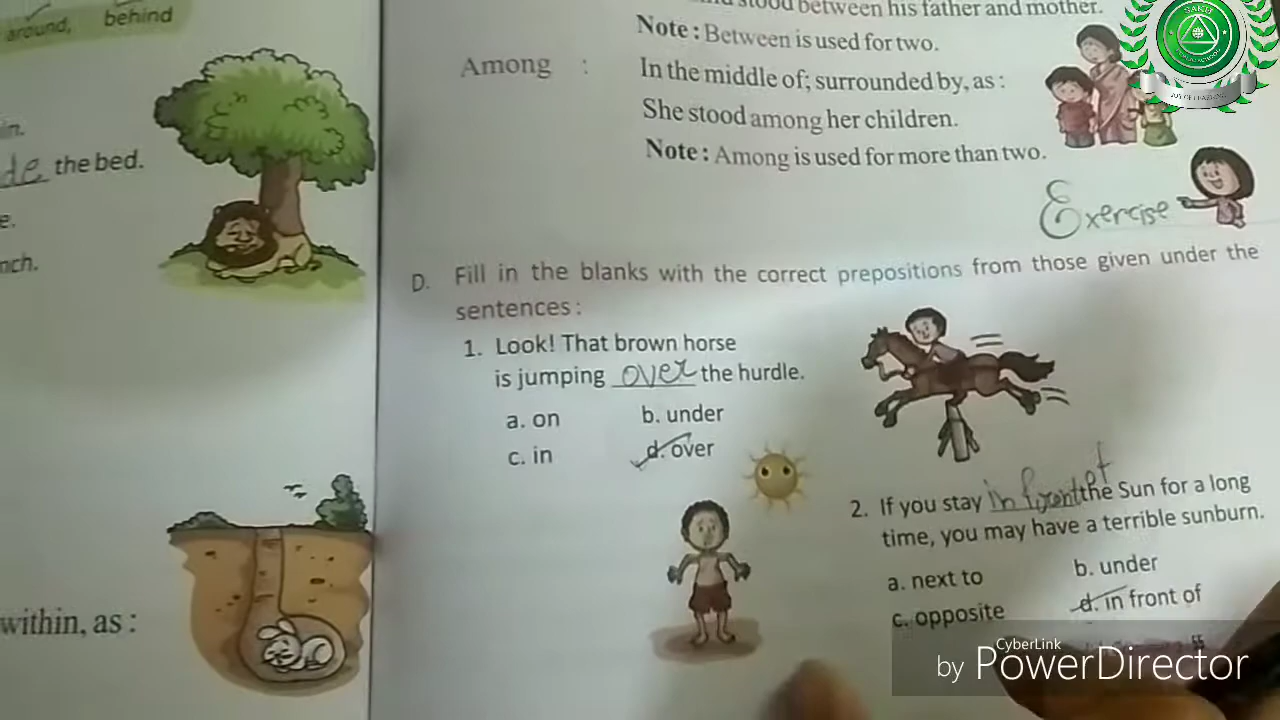 around, behind
in.
de the bed.
e.
nch.
within, as :
stood between his father and mother.
Note : Between is used for two.
Among : In the middle of; surrounded by, as :
She stood among her children.
Note : Among is used for more than two.
Exercise
D. Fill in the blanks with the correct prepositions from those given under the
sentences :
1. Look! That brown horse
is jumping over the hurdle.
a. on b. under
c. in d. over
2. If you stay in front of the Sun for a long
time, you may have a terrible sunburn.
a. next to b. under
c. opposite d. in front of
55
CyberLink
by PowerDirector